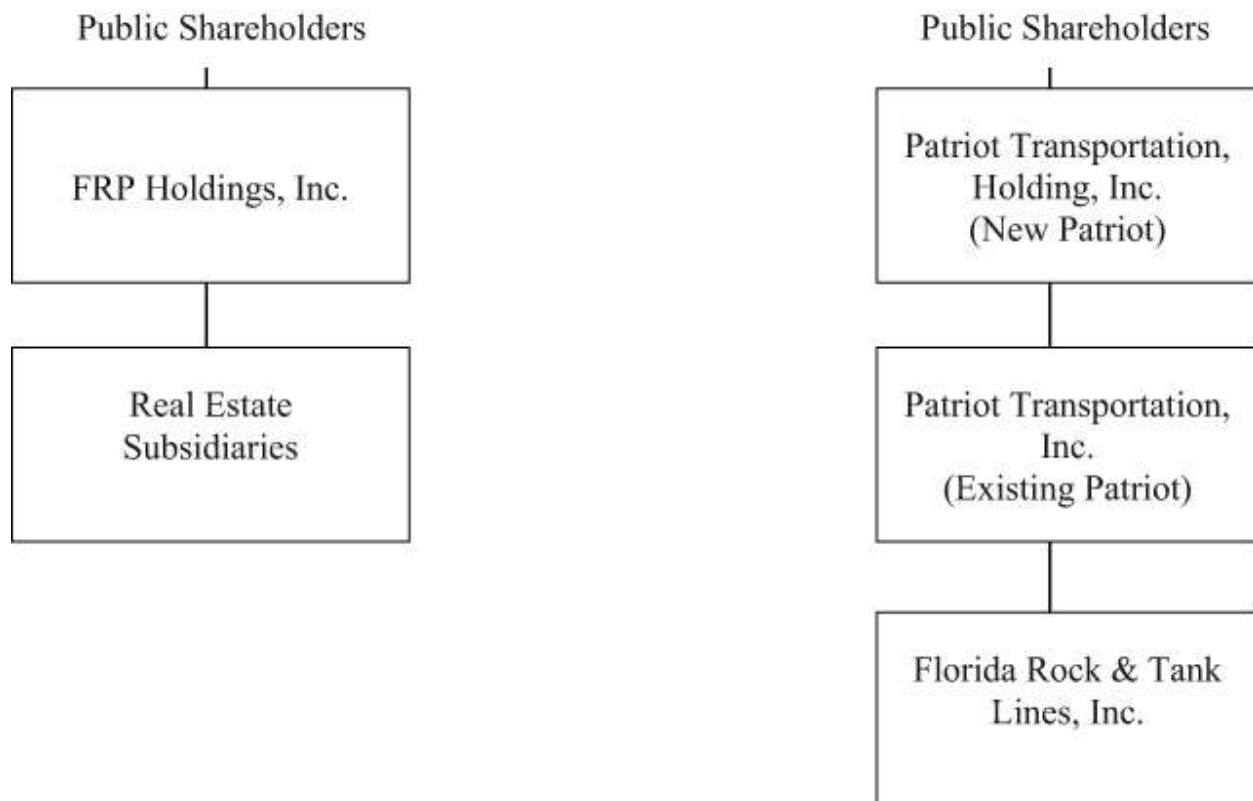 Public Shareholders
FRP Holdings, Inc.
Real Estate
Subsidiaries
Public Shareholders
Patriot Transportation,
Holding, Inc.
(New Patriot)
Patriot Transportation,
Inc.
(Existing Patriot)
Florida Rock & Tank
Lines, Inc.